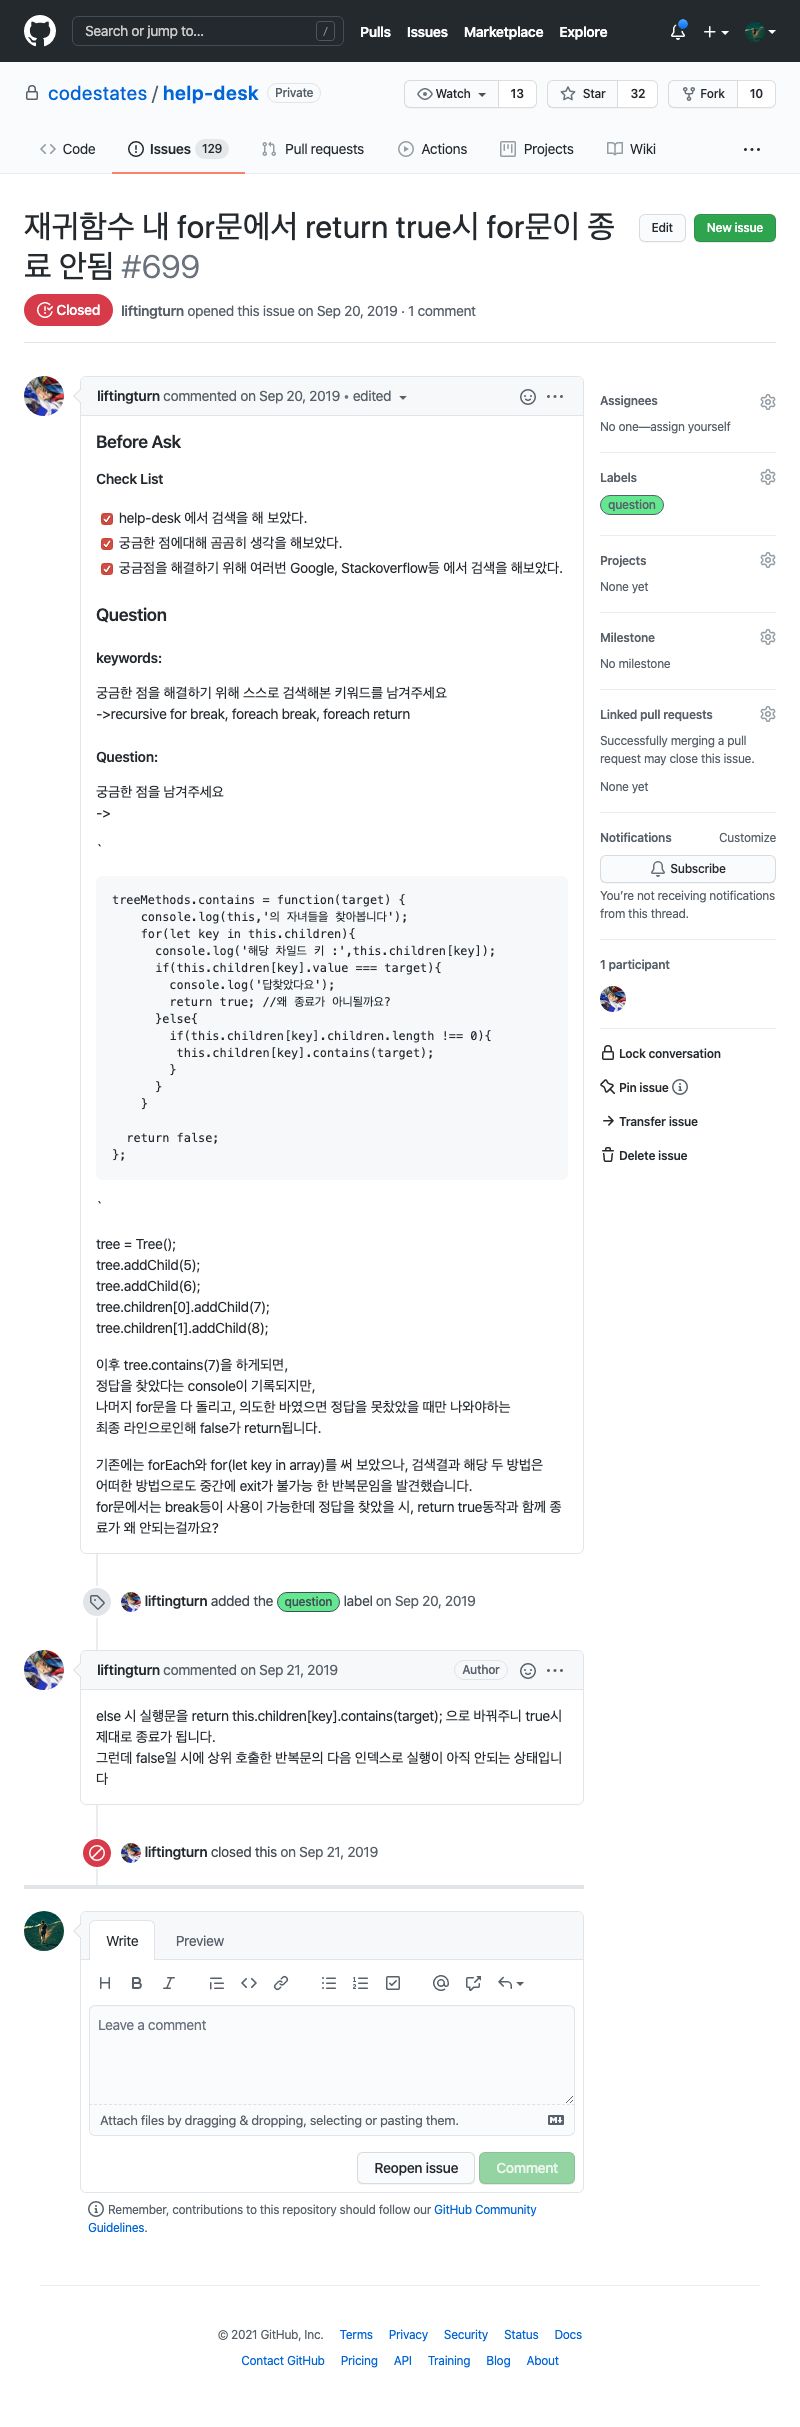 Search or jump to... /
Pulls Issues Marketplace Explore
codestates / help-desk Private
Watch 13 Star 32 Fork 10
Code Issues 129 Pull requests Actions Projects Wiki ...
재귀함수 내 for문에서 return true시 for문이 종
료 안됨 #699
Edit New issue
Closed liftingturn opened this issue on Sep 20, 2019 · 1 comment
liftingturn commented on Sep 20, 2019 • edited
Before Ask
Check List
help-desk 에서 검색을 해 보았다.
궁금한 점에대해 곰곰히 생각을 해보았다.
궁금점을 해결하기 위해 여러번 Google, Stackoverflow등 에서 검색을 해보았다.
Question
keywords:
궁금한 점을 해결하기 위해 스스로 검색해본 키워드를 남겨주세요
->recursive for break, foreach break, foreach return
Question:
궁금한 점을 남겨주세요
->
`
treeMethods.contains = function(target) {
console.log(this,'의 자녀들을 찾아봅니다');
for(let key in this.children){
console.log('해당 차일드 키 :',this.children[key]);
if(this.children[key].value === target){
console.log('답찾았다요');
return true; //왜 종료가 아니될까요?
}else{
if(this.children[key].children.length !== 0){
this.children[key].contains(target);
}
}
}
return false;
};
`
tree = Tree();
tree.addChild(5);
tree.addChild(6);
tree.children[0].addChild(7);
tree.children[1].addChild(8);
이후 tree.contains(7)을 하게되면,
정답을 찾았다는 console이 기록되지만,
나머지 for문을 다 돌리고, 의도한 바였으면 정답을 못찼았을 때만 나와야하는
최종 라인으로인해 false가 return됩니다.
기존에는 forEach와 for(let key in array)를 써 보았으나, 검색결과 해당 두 방법은
어떠한 방법으로도 중간에 exit가 불가능 한 반복문임을 발견했습니다.
for문에서는 break등이 사용이 가능한데 정답을 찾았을 시, return true동작과 함께 종
료가 왜 안되는걸까요?
Assignees
No one—assign yourself
Labels
question
Projects
None yet
Milestone
No milestone
Linked pull requests
Successfully merging a pull
request may close this issue.
None yet
Notifications Customize
Subscribe
You're not receiving notifications
from this thread.
1 participant
Lock conversation
Pin issue
Transfer issue
Delete issue
liftingturn added the question label on Sep 20, 2019
liftingturn commented on Sep 21, 2019 Author
else 시 실행문을 return this.children[key].contains(target); 으로 바꿔주니 true시
제대로 종료가 됩니다.
그런데 false일 시에 상위 호출한 반복문의 다음 인덱스로 실행이 아직 안되는 상태입니
다
liftingturn closed this on Sep 21, 2019
Write Preview
Leave a comment
Attach files by dragging & dropping, selecting or pasting them.
Reopen issue Comment
Remember, contributions to this repository should follow our GitHub Community
Guidelines.
© 2021 GitHub, Inc. Terms Privacy Security Status Docs
Contact GitHub Pricing API Training Blog About